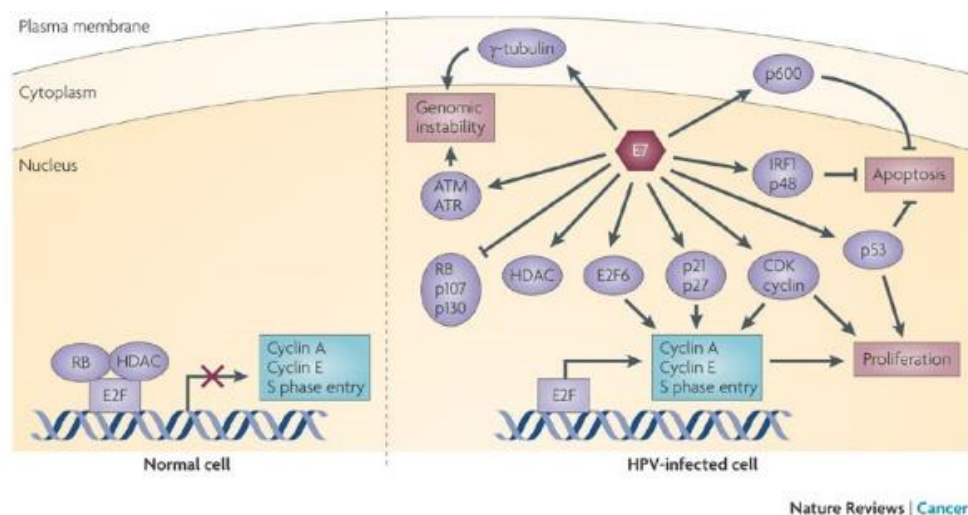 Plasma membrane
Cytoplasm
Nucleus
RB
HDAC
E2F
Cyclin A
Cyclin E
S phase entry
Normal cell
γ-tubulin
p600
Genomic
instability
E7
IRF1
p48
Apoptosis
ATM
ATR
p53
RB
p107
p130
HDAC
E2F6
p21
p27
CDK
cyclin
Cyclin A
Cyclin E
S phase entry
Proliferation
E2F
HPV-infected cell
Nature Reviews | Cancer